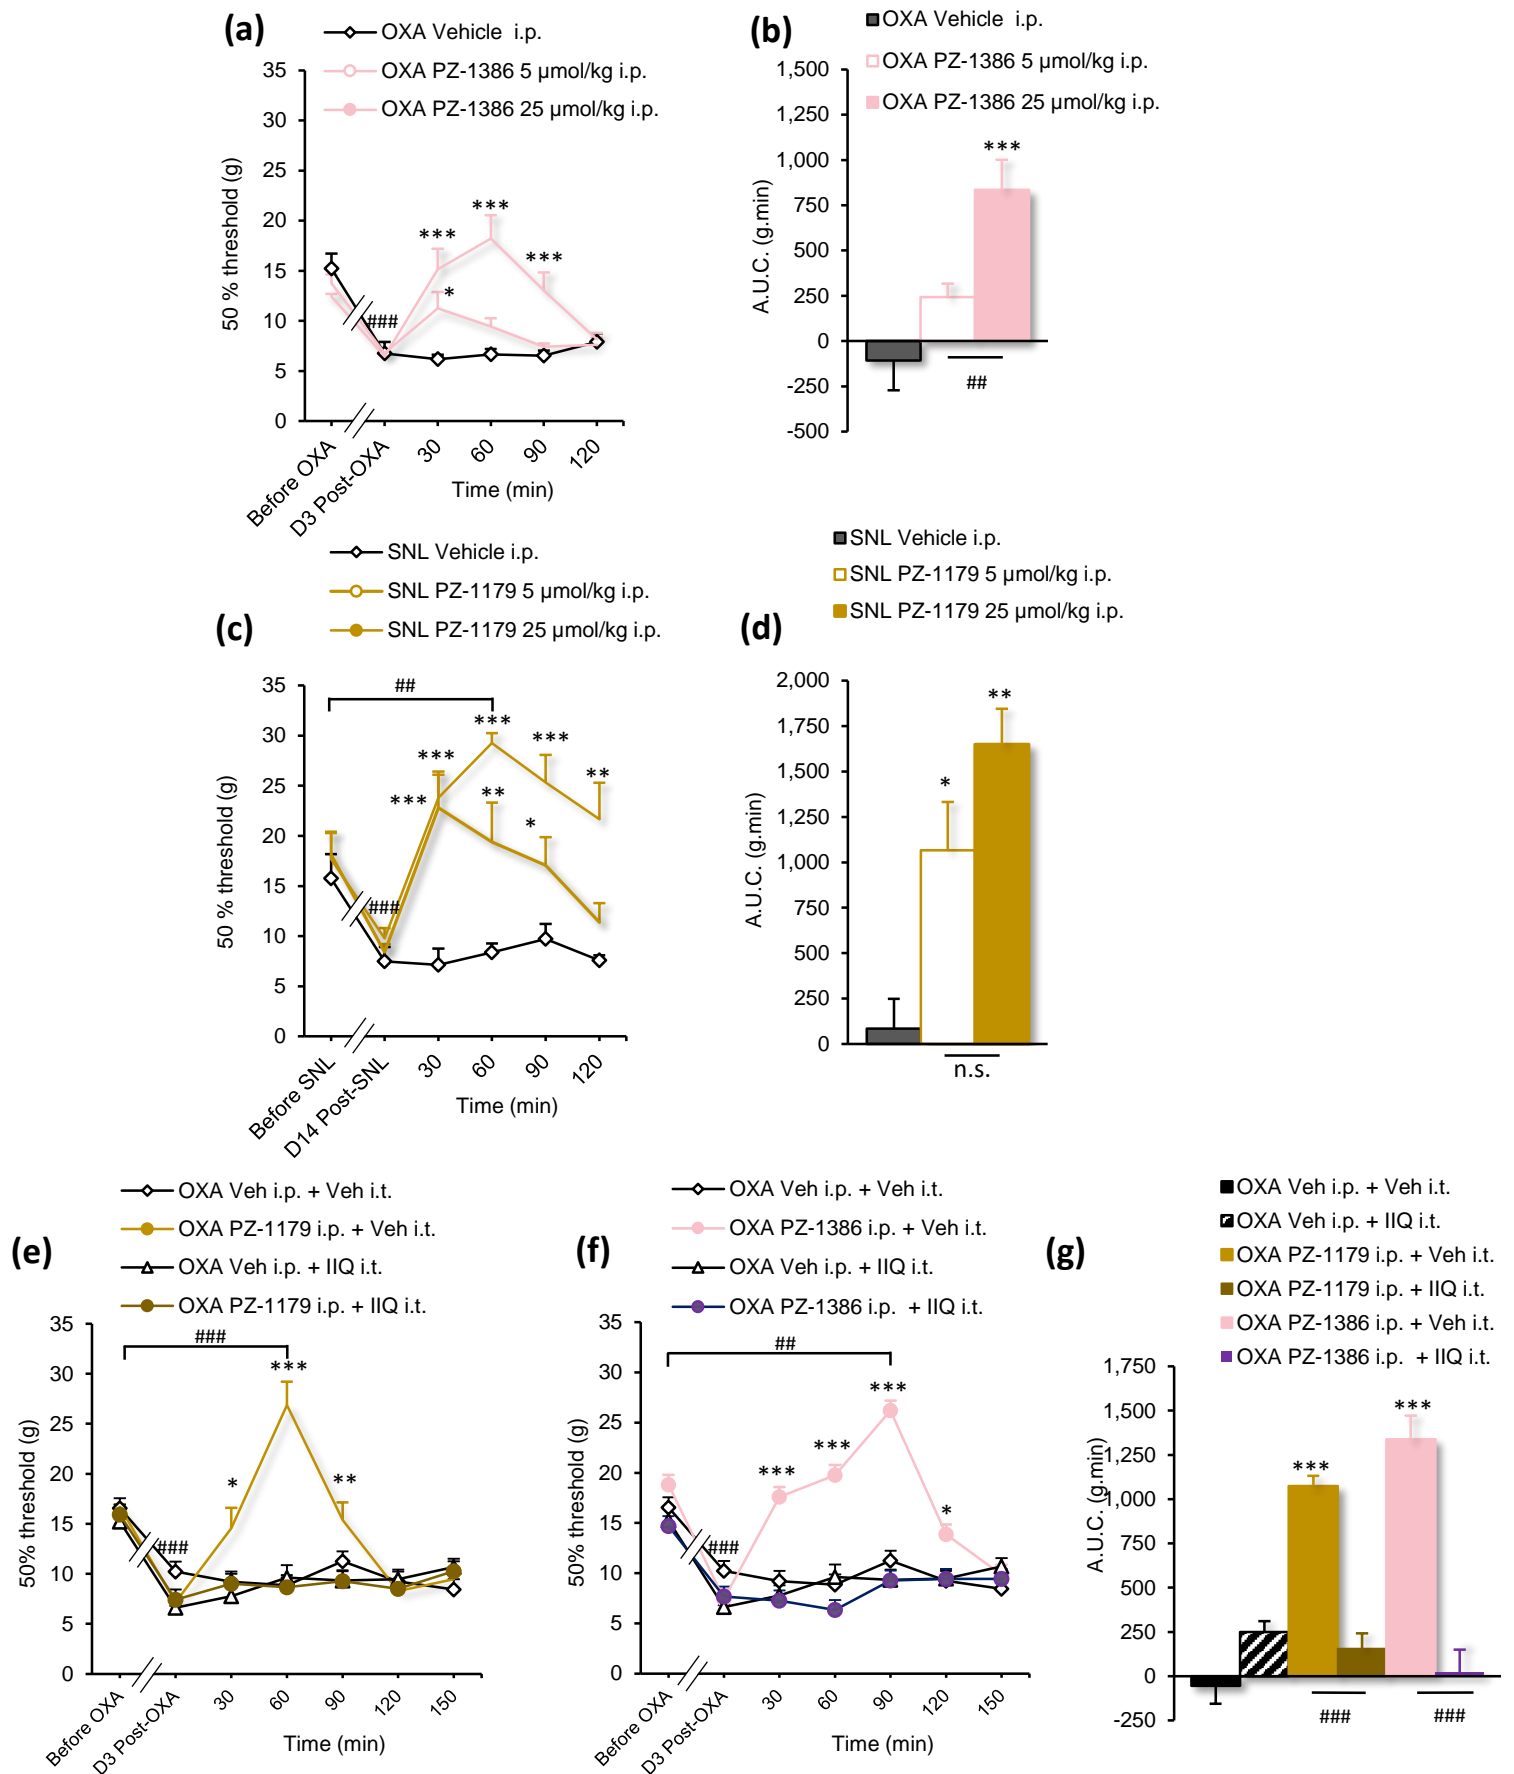 (a)
OXA Vehicle i.p.
OXA PZ-1386 5 µmol/kg i.p.
OXA PZ-1386 25 µmol/kg i.p.
50 % threshold (g)
35
30
25
20
15
10
5
0
***
***
***
*
###
Before OXA
D3 Post-OXA
30
60
90
120
Time (min)
(b)
OXA Vehicle i.p.
OXA PZ-1386 5 µmol/kg i.p.
OXA PZ-1386 25 µmol/kg i.p.
A.U.C. (g.min)
1,500
1,250
1,000
750
500
250
0
-250
-500
***
##
(c)
SNL Vehicle i.p.
SNL PZ-1179 5 µmol/kg i.p.
SNL PZ-1179 25 µmol/kg i.p.
50 % threshold (g)
35
30
25
20
15
10
5
0
##
***
***
***
**
***
**
*
###
Before SNL
D14 Post-SNL
30
60
90
120
Time (min)
(d)
SNL Vehicle i.p.
SNL PZ-1179 5 µmol/kg i.p.
SNL PZ-1179 25 µmol/kg i.p.
A.U.C. (g.min)
2,000
1,750
1,500
1,250
1,000
750
500
250
0
*
**
n.s.
(e)
OXA Veh i.p. + Veh i.t.
OXA PZ-1179 i.p. + Veh i.t.
OXA Veh i.p. + IIQ i.t.
OXA PZ-1179 i.p. + IIQ i.t.
50% threshold (g)
35
30
25
20
15
10
5
0
###
***
*
**
###
Before OXA
D3 Post-OXA
30
60
90
120
150
Time (min)
(f)
OXA Veh i.p. + Veh i.t.
OXA PZ-1386 i.p. + Veh i.t.
OXA Veh i.p. + IIQ i.t.
OXA PZ-1386 i.p. + IIQ i.t.
50% threshold (g)
35
30
25
20
15
10
5
0
##
***
***
***
*
###
Before OXA
D3 Post-OXA
30
60
90
120
150
Time (min)
(g)
OXA Veh i.p. + Veh i.t.
OXA Veh i.p. + IIQ i.t.
OXA PZ-1179 i.p. + Veh i.t.
OXA PZ-1179 i.p. + IIQ i.t.
OXA PZ-1386 i.p. + Veh i.t.
OXA PZ-1386 i.p. + IIQ i.t.
A.U.C. (g.min)
1,750
1,500
1,250
1,000
750
500
250
0
-250
***
***
###
###